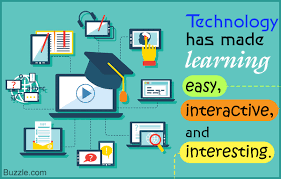 Technology
has made
learning
easy,
interactive,
and
interesting.
Buzzle.com